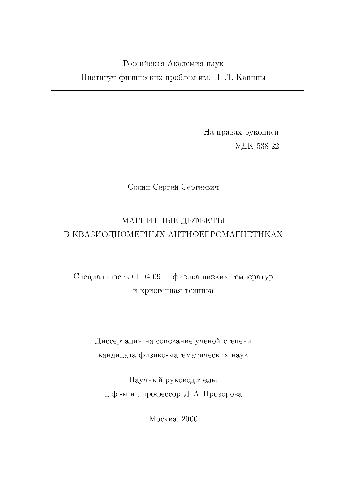 Российская Академия наук
Институт физических проблем им. П. Л. Капицы
На правах рукописи
УДК 538.22
Сергей Сергеевич
МАГНИТНЫЕ ДЕФЕКТЫ
В КВАЗИОДНОМЕРНЫХ АНТИФЕРРОМАГНЕТИКАХ
Специальность 01.04.09 физика низких температур
и криогенная техника
Диссертация на соискание ученой степени
кандидата физико-математических наук
Научный руководитель
д.ф.-м.н., профессор Л. А. Прозорова
Москва, 2000